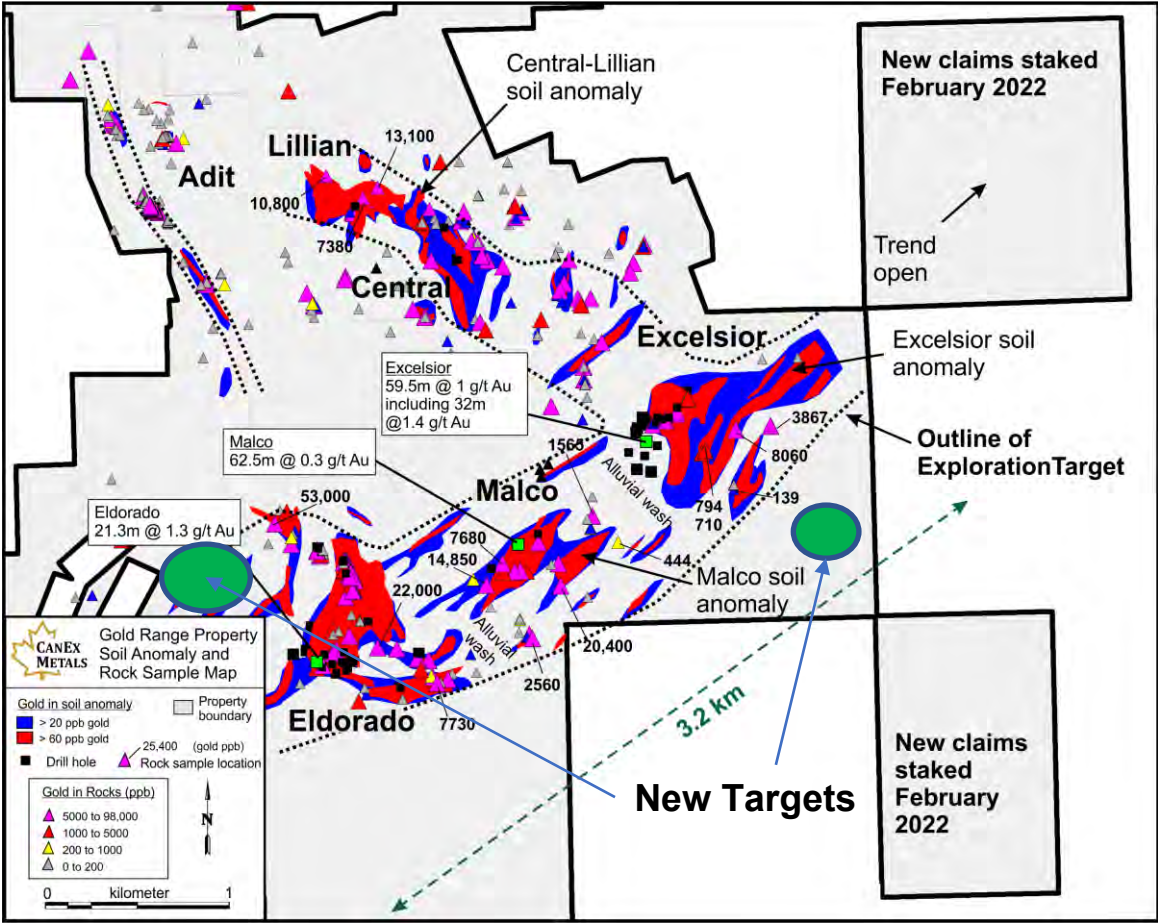 New claims staked
February 2022
Central-Lillian
soil anomaly
Lillian
13,100
Adit
10,800
7380
Trend
open
Central
Excelsior
Excelsior soil
anomaly
Excelsior
59.5m @ 1 g/t Au
including 32m
@1.4 g/t Au
3867
Outline of
ExplorationTarget
Malco
62.5m @ 0.3 g/t Au
1565
8060
Alluvial wash
139
Malco
794
710
53,000
Eldorado
21.3m @ 1.3 g/t Au
7680
14,850
444
Malco soil
anomaly
22,000
Alluvial
wash
20,400
2560
3.2 km
Eldorado
7730
New Targets
New claims
staked
February
2022
CANEX
METALS
Gold Range Property
Soil Anomaly and
Rock Sample Map
Gold in soil anomaly
> 20 ppb gold
> 60 ppb gold
Property
boundary
25,400 (gold ppb)
Drill hole
Rock sample location
Gold in Rocks (ppb)
5000 to 98,000
1000 to 5000
200 to 1000
0 to 200
N
0 kilometer 1